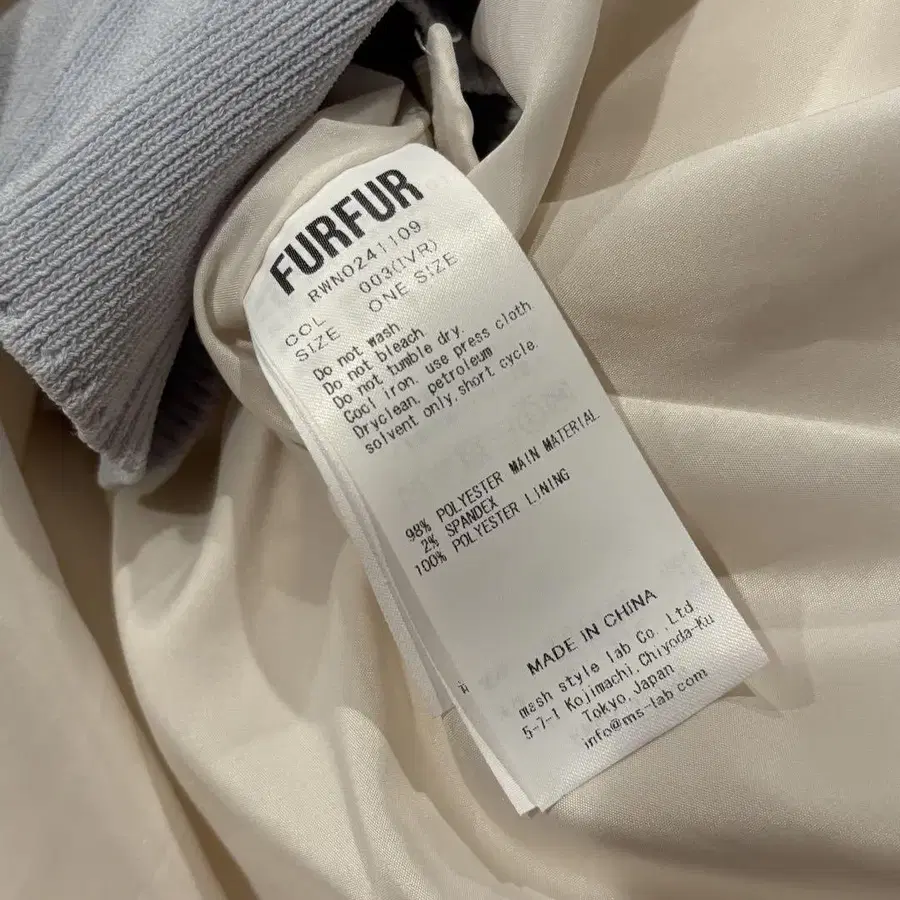 FURFUR
RWNO241109
COL 003(IVR)
SIZE ONE SIZE
Do not wash
Do not bleach.
Do not tumble dry.
Cool iron. use press cloth.
Dryclean, petroleum
solvent only, short cycle.
98% POLYESTER MAIN MATERIAL
2% SPANDEX
100% POLYESTER LINING
MADE IN CHINA
mash style lab Co.,Ltd.
5-7-1 Kojimachi,Chiyoda-Ku
Tokyo,Japan
info@ms-lab.com